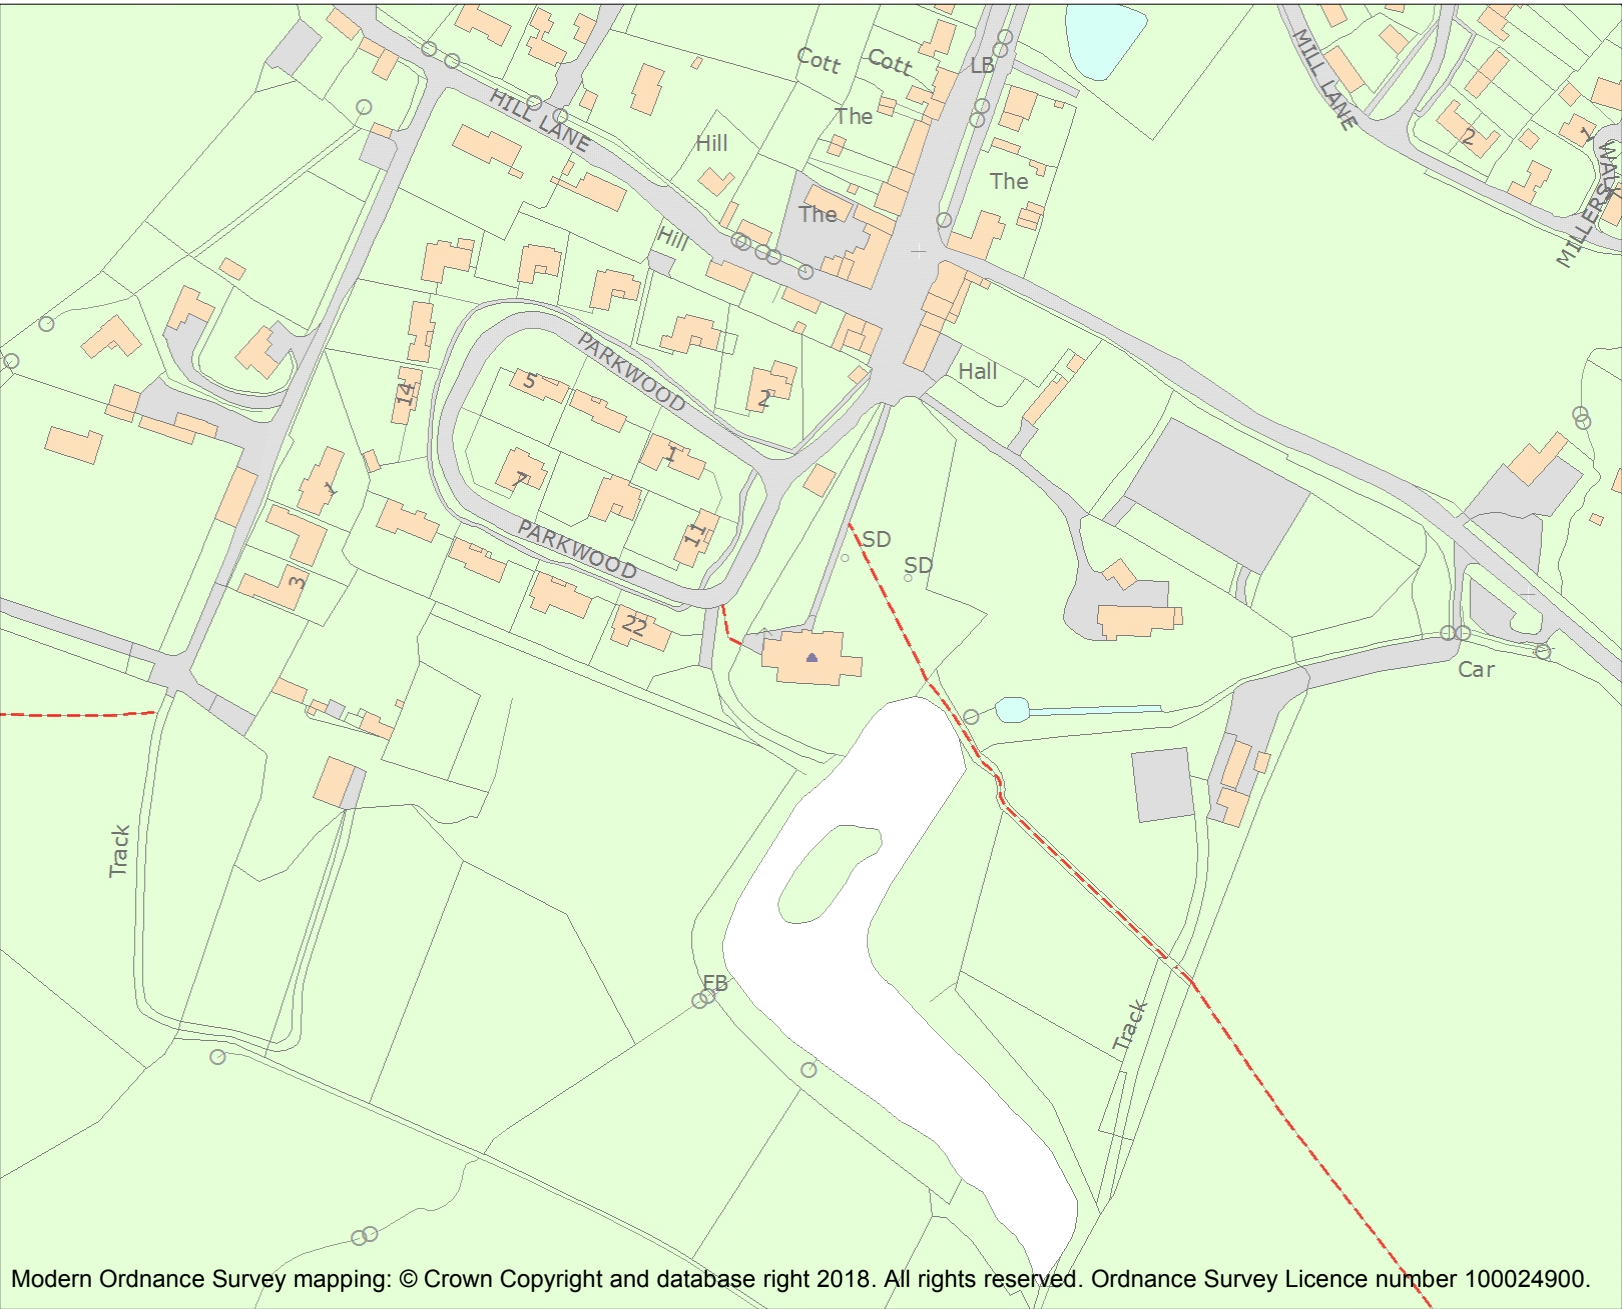 HILL LANE
Cott
Cott
The
Hill
LB
The
The
Hill
MILL LANE
2
1
MILLERS WALK
PARKWOOD
14
5
2
1
7
11
PARKWOOD
22
1
3
Hall
SD
SD
Car
Track
FB
Track
Modern Ordnance Survey mapping: © Crown Copyright and database right 2018. All rights reserved. Ordnance Survey Licence number 100024900.